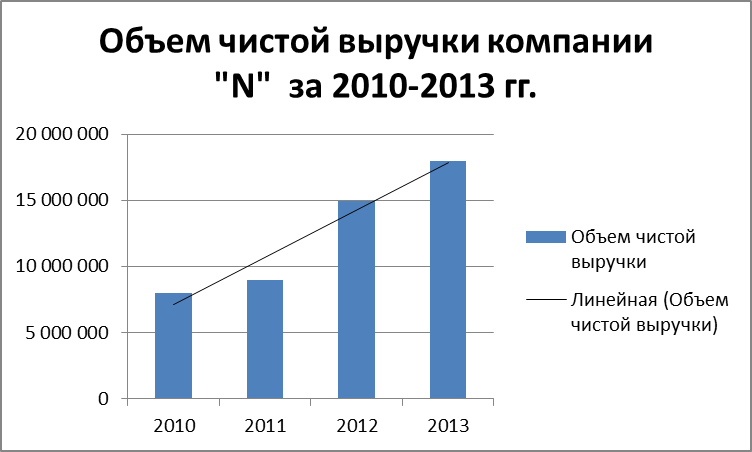 Объем чистой выручки компании
"N"  за 2010-2013 гг.
20 000 000
15 000 000
10 000 000
5 000 000
0
2010
2011
2012
2013
Объем чистой
выручки
Линейная (Объем
чистой выручки)